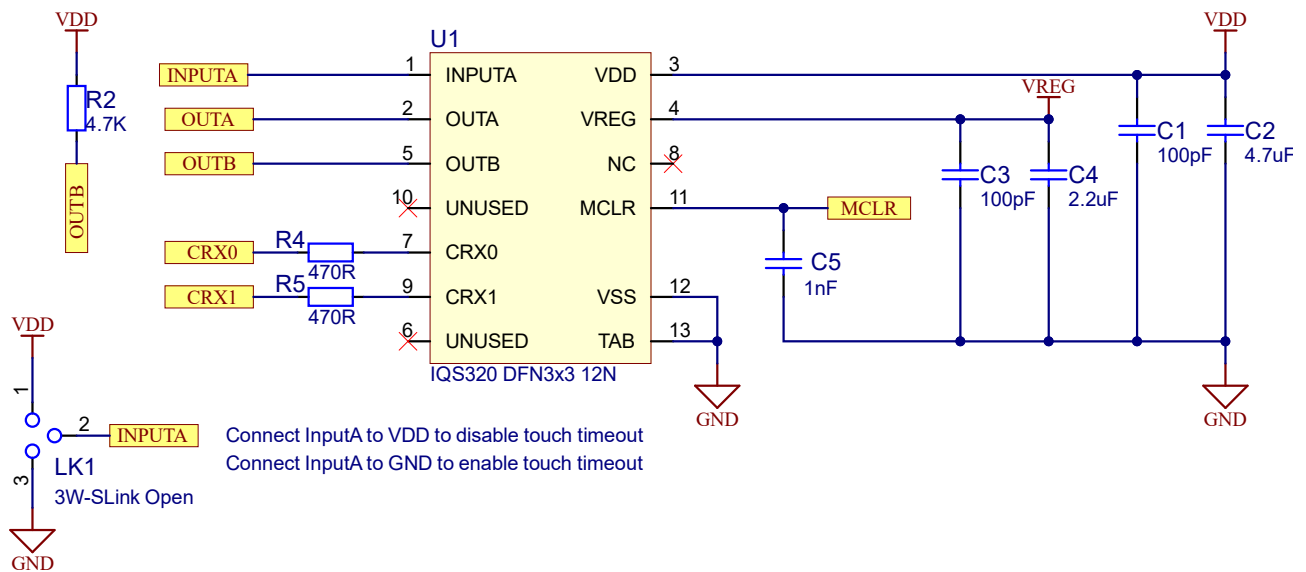 VDD
R2
4.7K
OUTB
INPUTA
OUTA
OUTB
CRX0
R4
470R
CRX1
R5
470R
U1
1
INPUTA
2
OUTA
5
OUTB
10
UNUSED
7
CRX0
9
CRX1
6
UNUSED
VDD
3
VREG
4
NC
8
MCLR
11
VSS
12
TAB
13
IQS320 DFN3x3 12N
VDD
VREG
C1
100pF
C2
4.7uF
C3
100pF
C4
2.2uF
MCLR
C5
1nF
GND
GND
VDD
1
2
INPUTA
3
LK1
3W-SLink Open
GND
Connect InputA to VDD to disable touch timeout
Connect InputA to GND to enable touch timeout